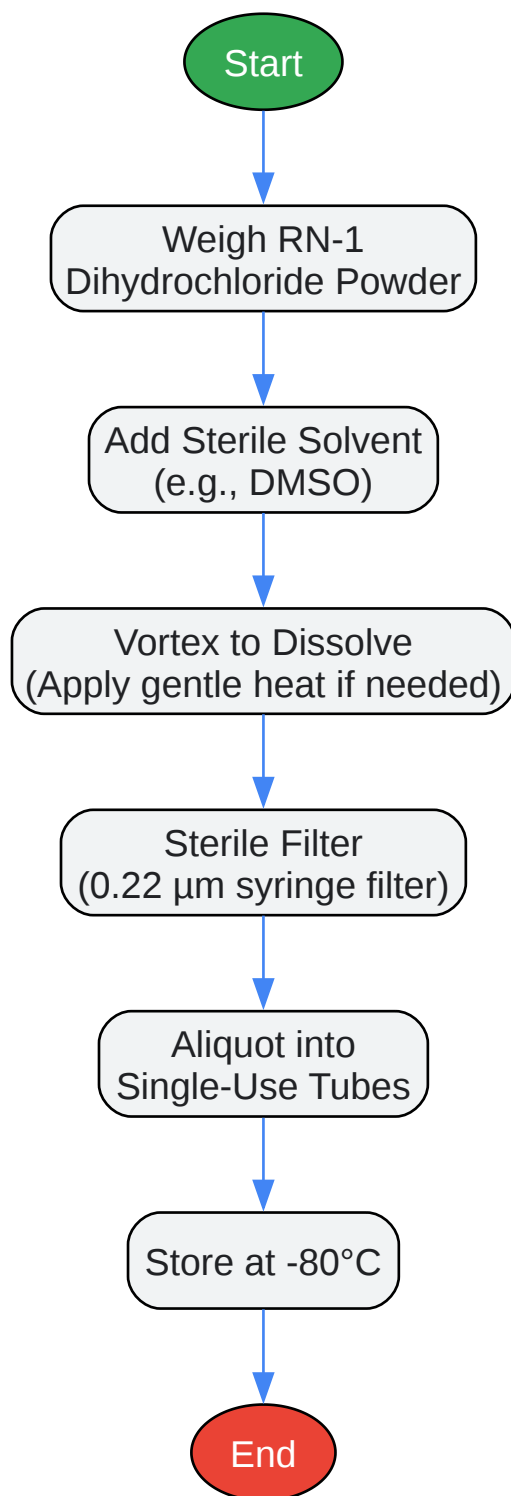 Start
Weigh RN-1
Dihydrochloride Powder
Add Sterile Solvent
(e.g., DMSO)
Vortex to Dissolve
(Apply gentle heat if needed)
Sterile Filter
(0.22 µm syringe filter)
Aliquot into
Single-Use Tubes
Store at -80°C
End